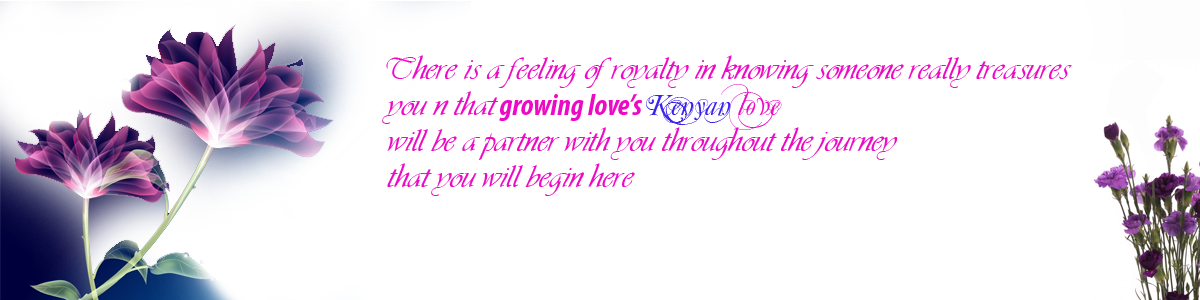 There is a feeling of royalty in knowing someone really treasures
you n that growing love's Kenyan love
will be a partner with you throughout the journey
that you will begin here